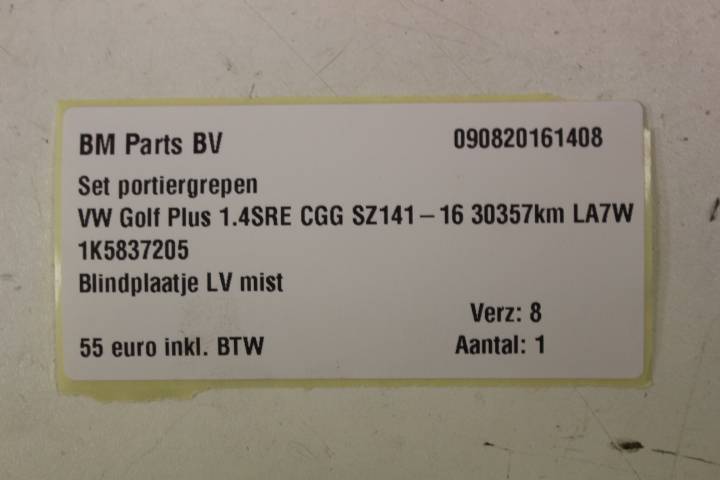 BM Parts BV 090820161408
Set portiergrepen
VW Golf Plus 1.4SRE CGG SZ141-16 30357km LA7W
1K5837205
Blindplaatje LV mist
Verz: 8
55 euro inkl. BTW Aantal: 1